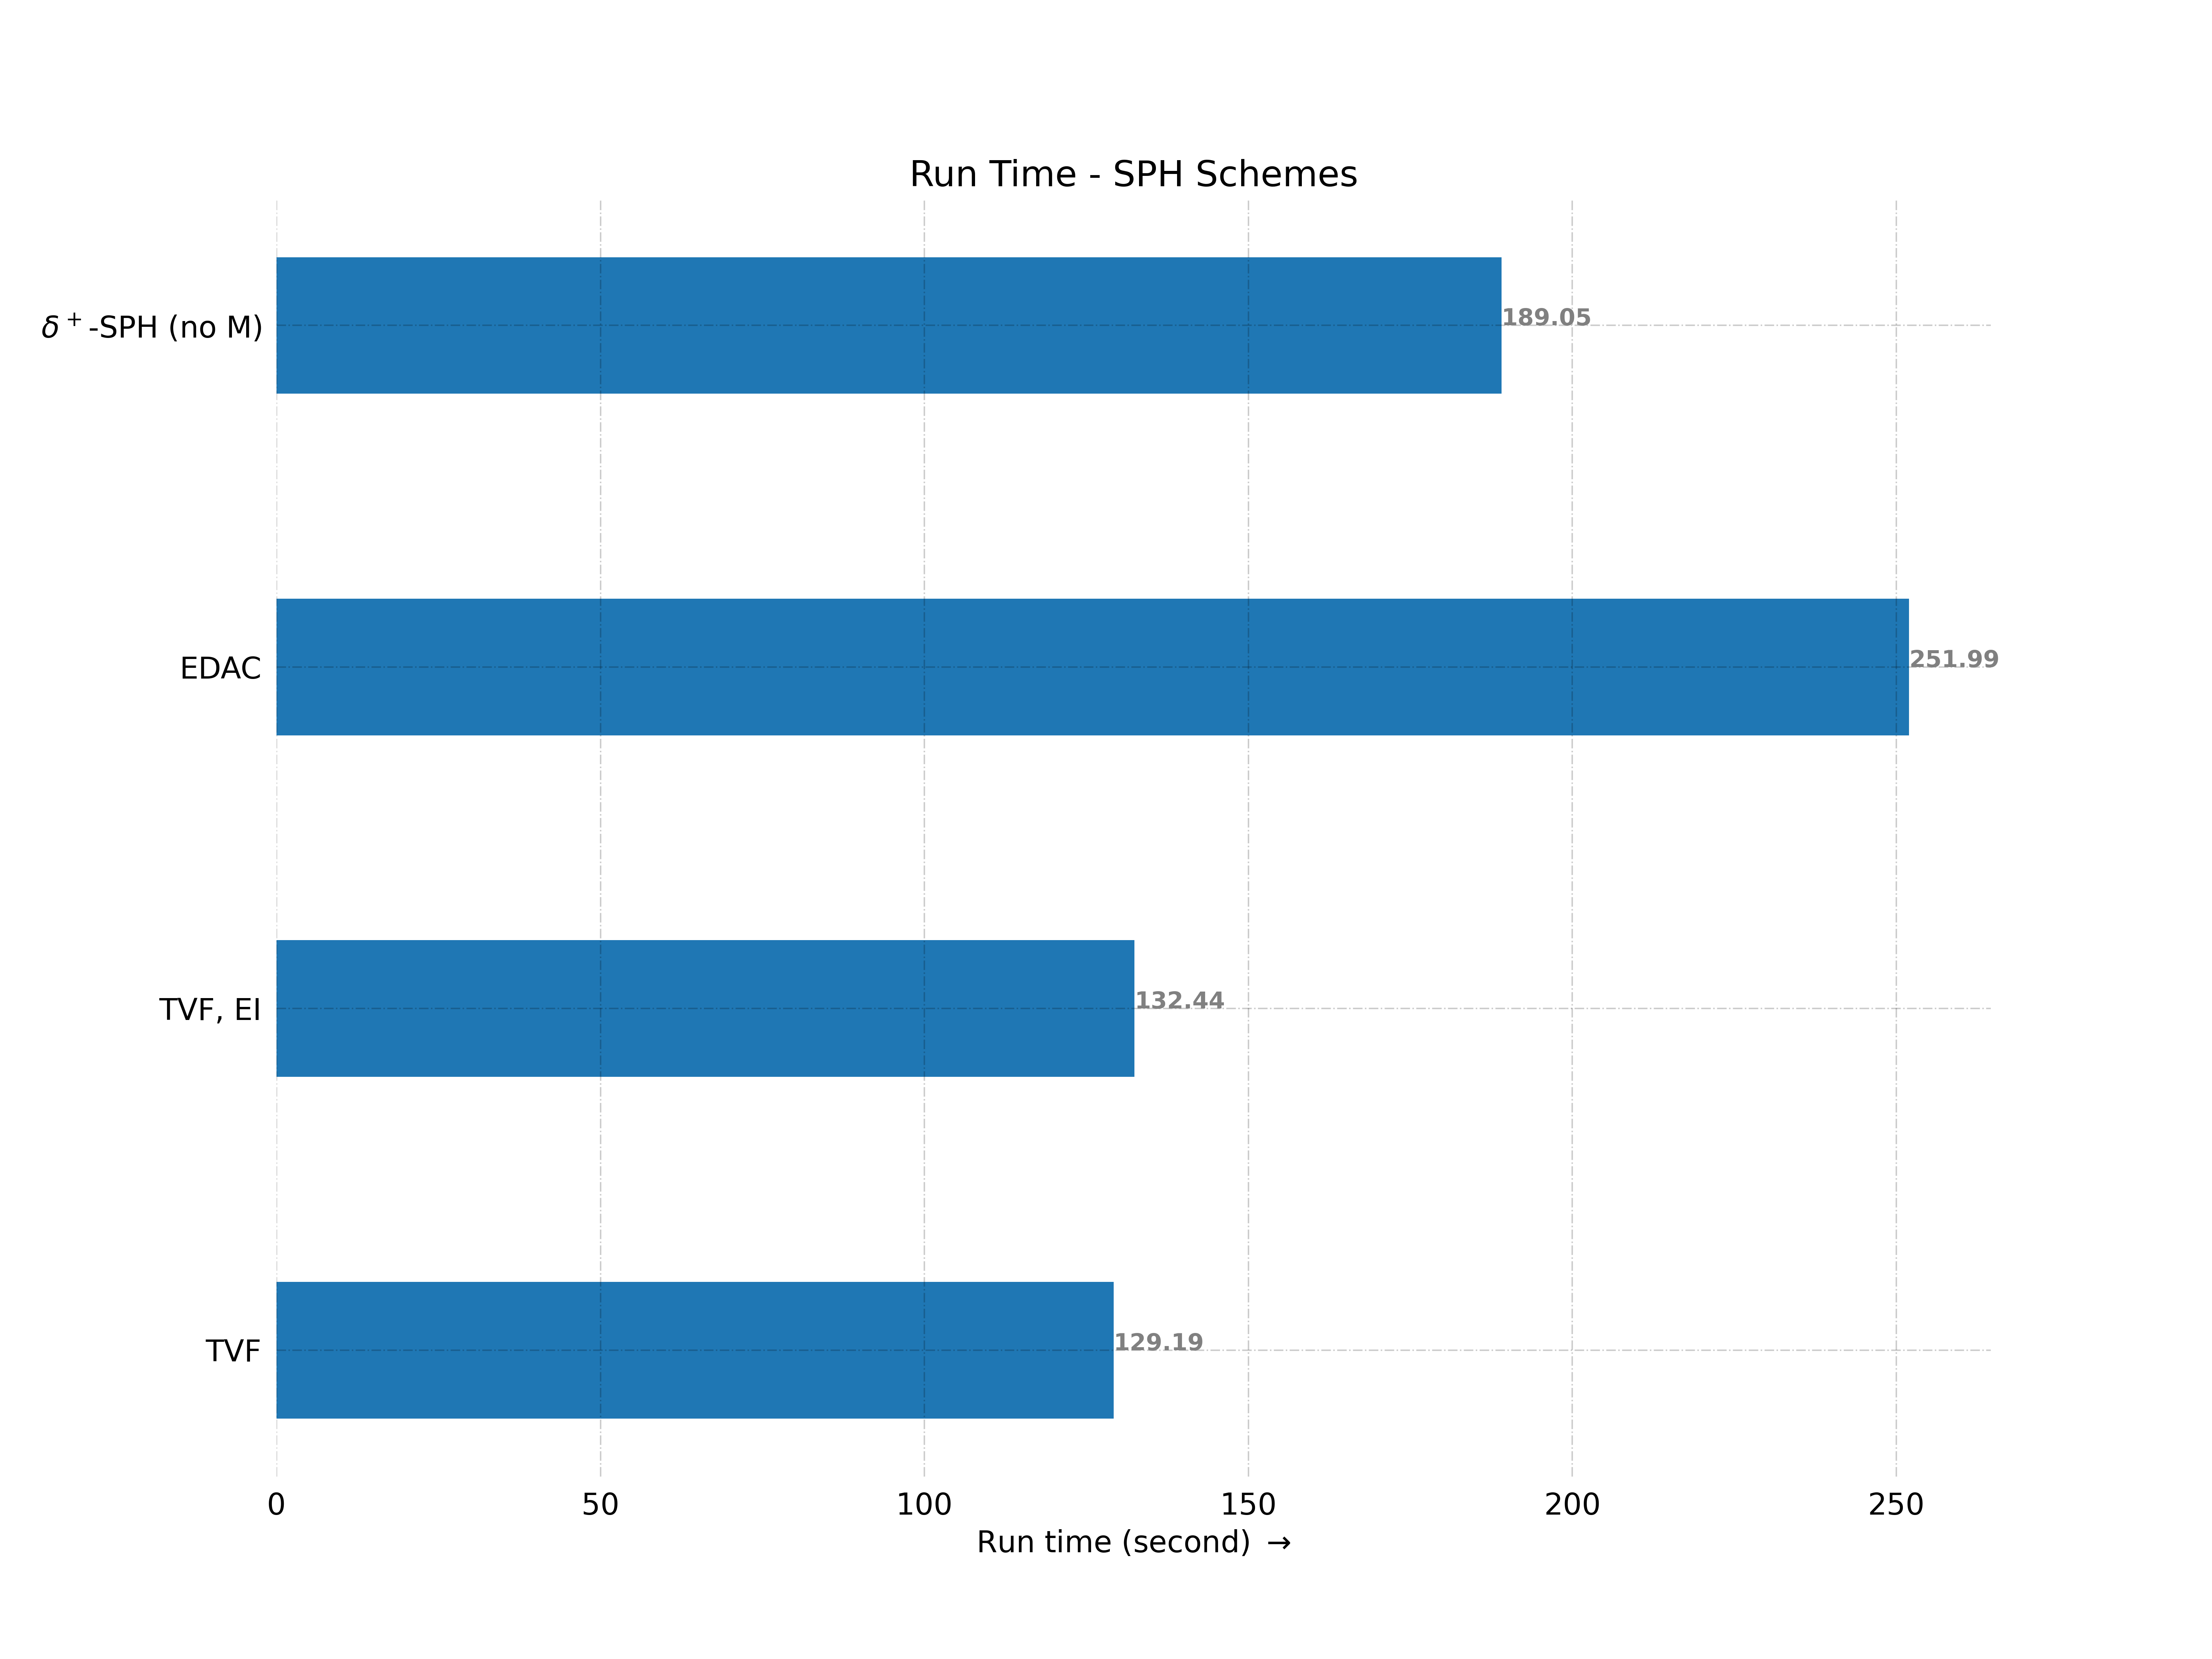 Run Time - SPH Schemes
δ⁺-SPH (no M)
189.05
EDAC
251.99
TVF, EI
132.44
TVF
129.19
0 50 100 150 200 250
Run time (second) →